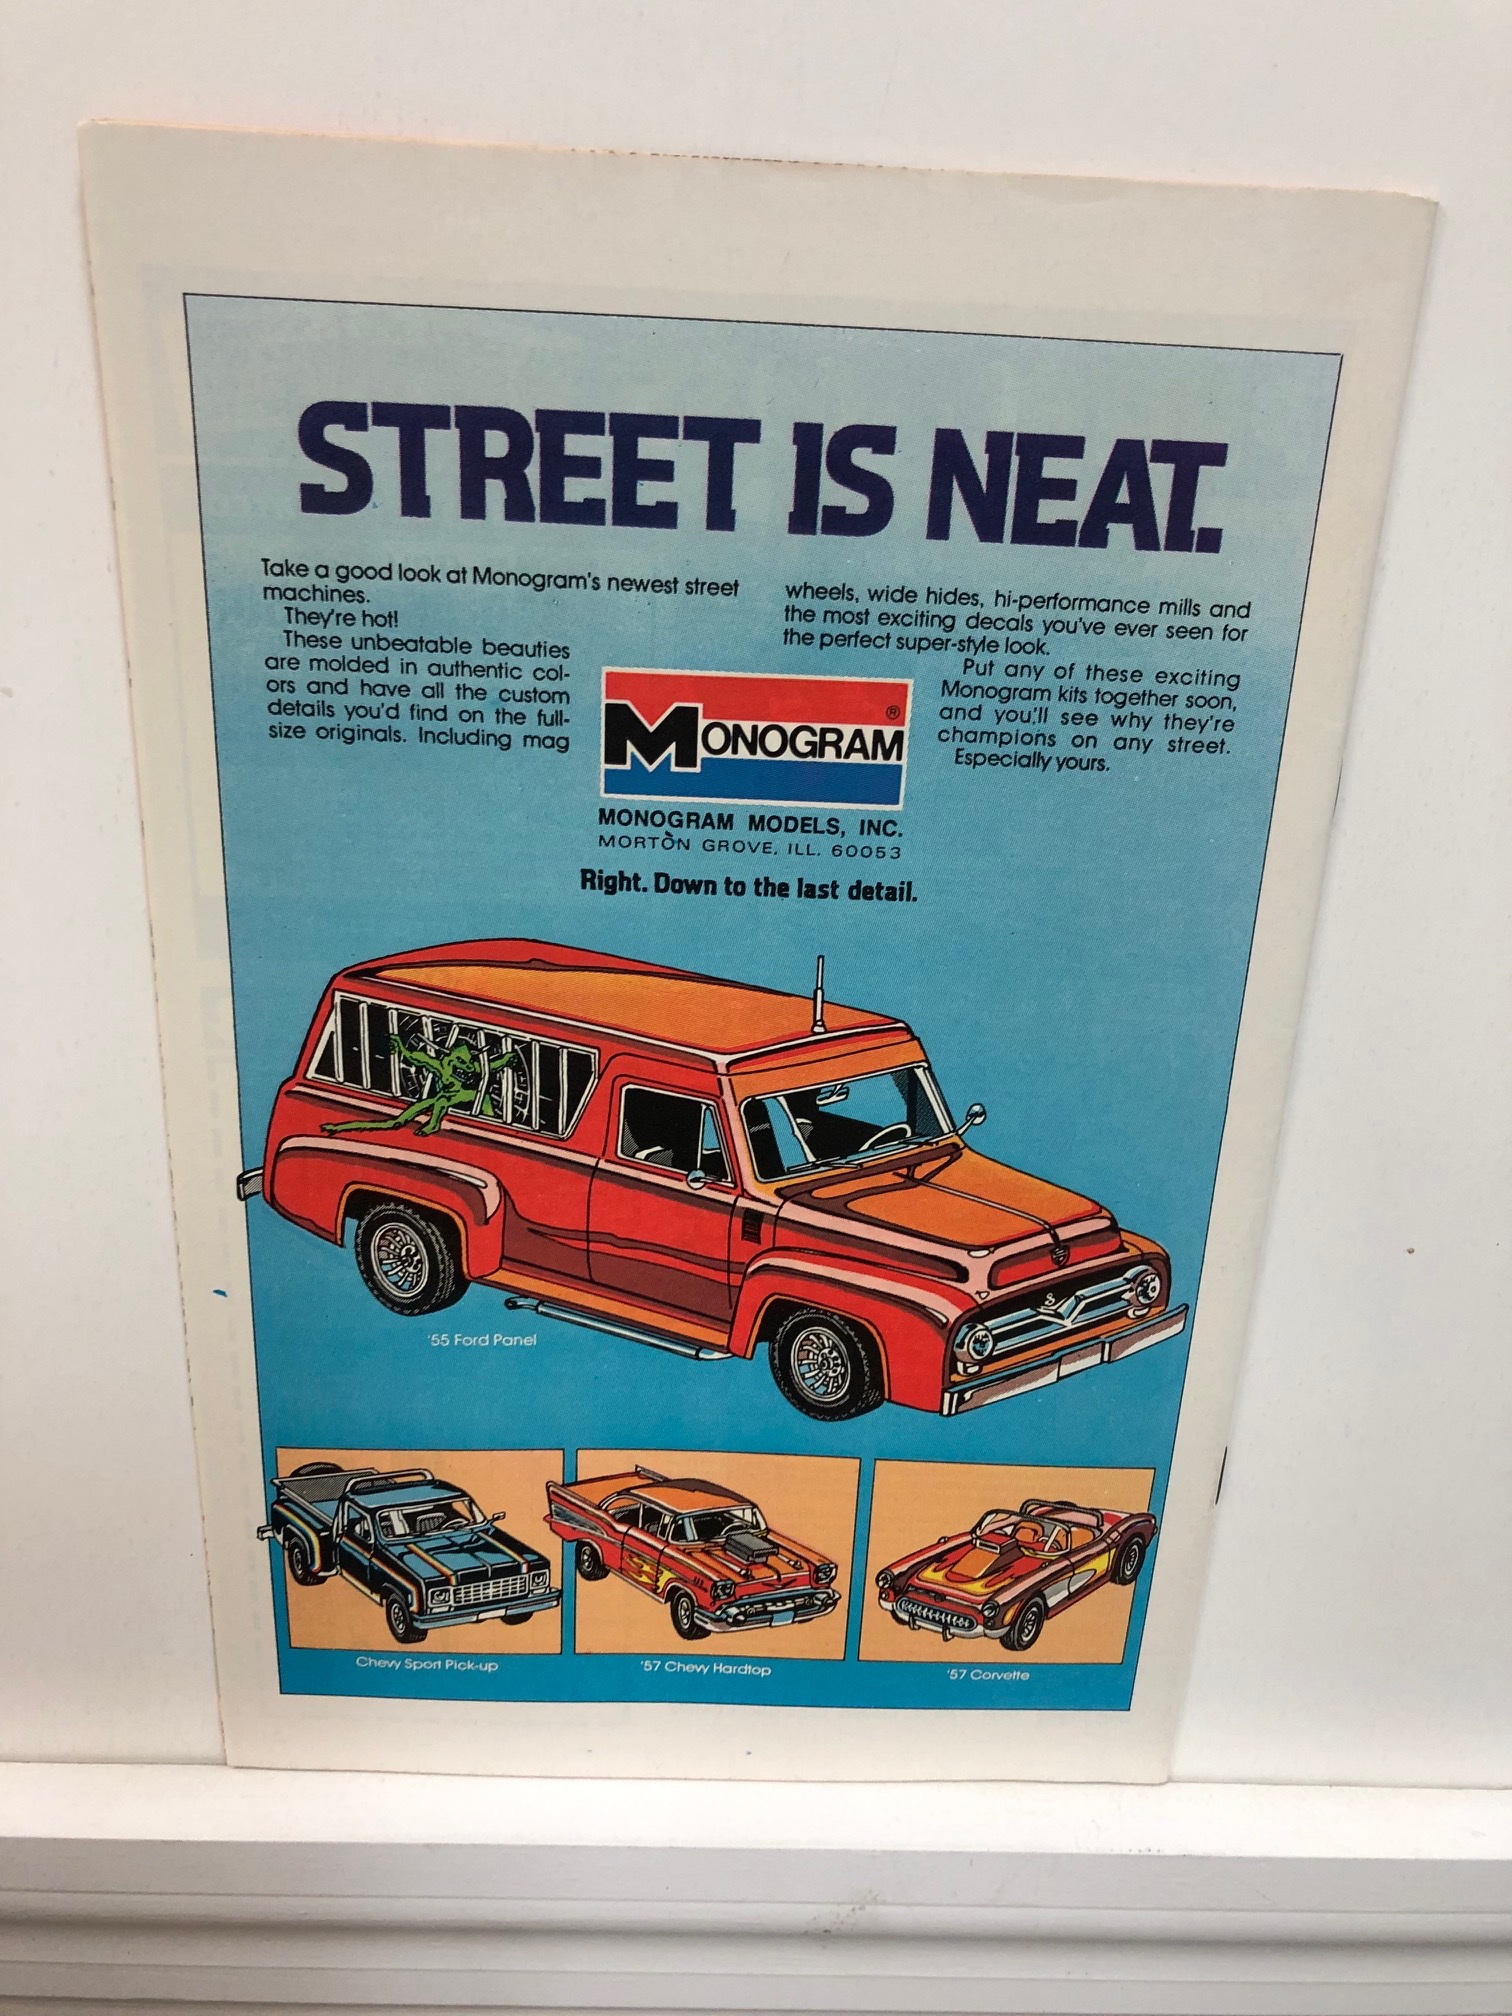 STREET IS NEAT.
Take a good look at Monogram's newest street
machines.
They're hot!
These unbeatable beauties
are molded in authentic col-
ors and have all the custom
details you'd find on the full-
size originals. Including mag
wheels, wide hides, hi-performance mills and
the most exciting decals you've ever seen for
the perfect super-style look.
Put any of these exciting
Monogram kits together soon,
and you'll see why they're
champions on any street.
Especially yours.
MONOGRAM®
MONOGRAM MODELS, INC.
MORTON GROVE, ILL. 60053
Right. Down to the last detail.
'55 Ford Panel
Chevy Sport Pick-up
'57 Chevy Hardtop
'57 Corvette